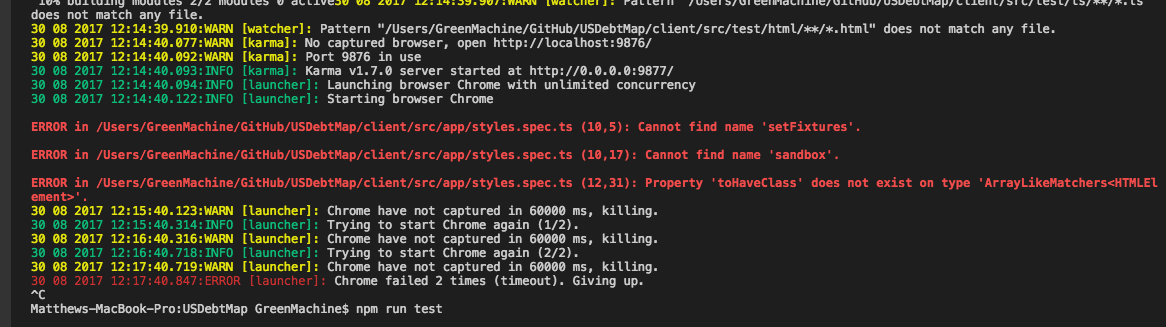 10% building modules 2/2 modules 0 active30 08 2017 12:14:39.907:WARN [watcher]: Pattern "/Users/GreenMachine/GitHub/USDebtMap/client/src/test/ts/**/*.ts"
does not match any file.
30 08 2017 12:14:39.910:WARN [watcher]: Pattern "/Users/GreenMachine/GitHub/USDebtMap/client/src/test/html/**/*.html" does not match any file.
30 08 2017 12:14:40.077:WARN [karma]: No captured browser, open http://localhost:9876/
30 08 2017 12:14:40.092:WARN [karma]: Port 9876 in use
30 08 2017 12:14:40.093:INFO [karma]: Karma v1.7.0 server started at http://0.0.0.0:9877/
30 08 2017 12:14:40.094:INFO [launcher]: Launching browser Chrome with unlimited concurrency
30 08 2017 12:14:40.122:INFO [launcher]: Starting browser Chrome
ERROR in /Users/GreenMachine/GitHub/USDebtMap/client/src/app/styles.spec.ts (10,5): Cannot find name 'setFixtures'.
ERROR in /Users/GreenMachine/GitHub/USDebtMap/client/src/app/styles.spec.ts (10,17): Cannot find name 'sandbox'.
ERROR in /Users/GreenMachine/GitHub/USDebtMap/client/src/app/styles.spec.ts (12,31): Property 'toHaveClass' does not exist on type 'ArrayLikeMatchers<HTMLEl
ement>'.
30 08 2017 12:15:40.123:WARN [launcher]: Chrome have not captured in 60000 ms, killing.
30 08 2017 12:15:40.314:INFO [launcher]: Trying to start Chrome again (1/2).
30 08 2017 12:16:40.316:WARN [launcher]: Chrome have not captured in 60000 ms, killing.
30 08 2017 12:16:40.718:INFO [launcher]: Trying to start Chrome again (2/2).
30 08 2017 12:17:40.719:WARN [launcher]: Chrome have not captured in 60000 ms, killing.
30 08 2017 12:17:40.847:ERROR [launcher]: Chrome failed 2 times (timeout). Giving up.
^C
Matthews-MacBook-Pro:USDebtMap GreenMachine$ npm run test